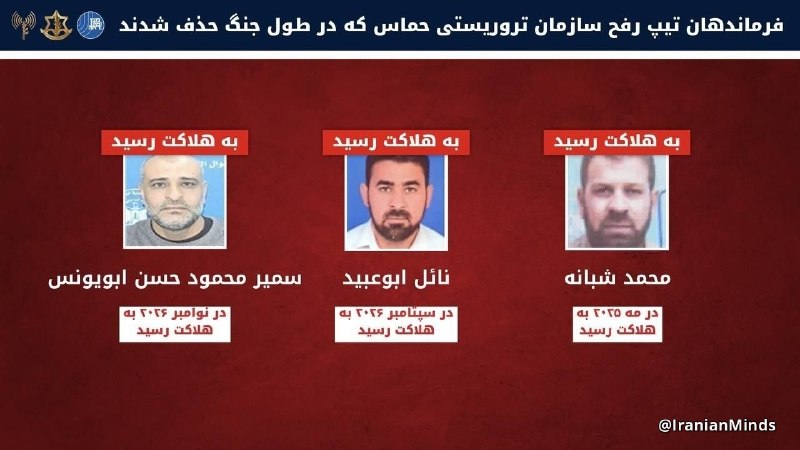 فرماندهان تیپ رفح سازمان تروریستی حماس که در طول جنگ حذف شدند
به هلاکت رسید
به هلاکت رسید
به هلاکت رسید
محمد شبانه
نائل ابوعبید
سمیر محمود حسن ابویونس
در مه ۲۰۲۵ به
هلاکت رسید
در سپتامبر ۲۰۲۶ به
هلاکت رسید
در نوامبر ۲۰۲۶ به
هلاکت رسید
@IranianMinds